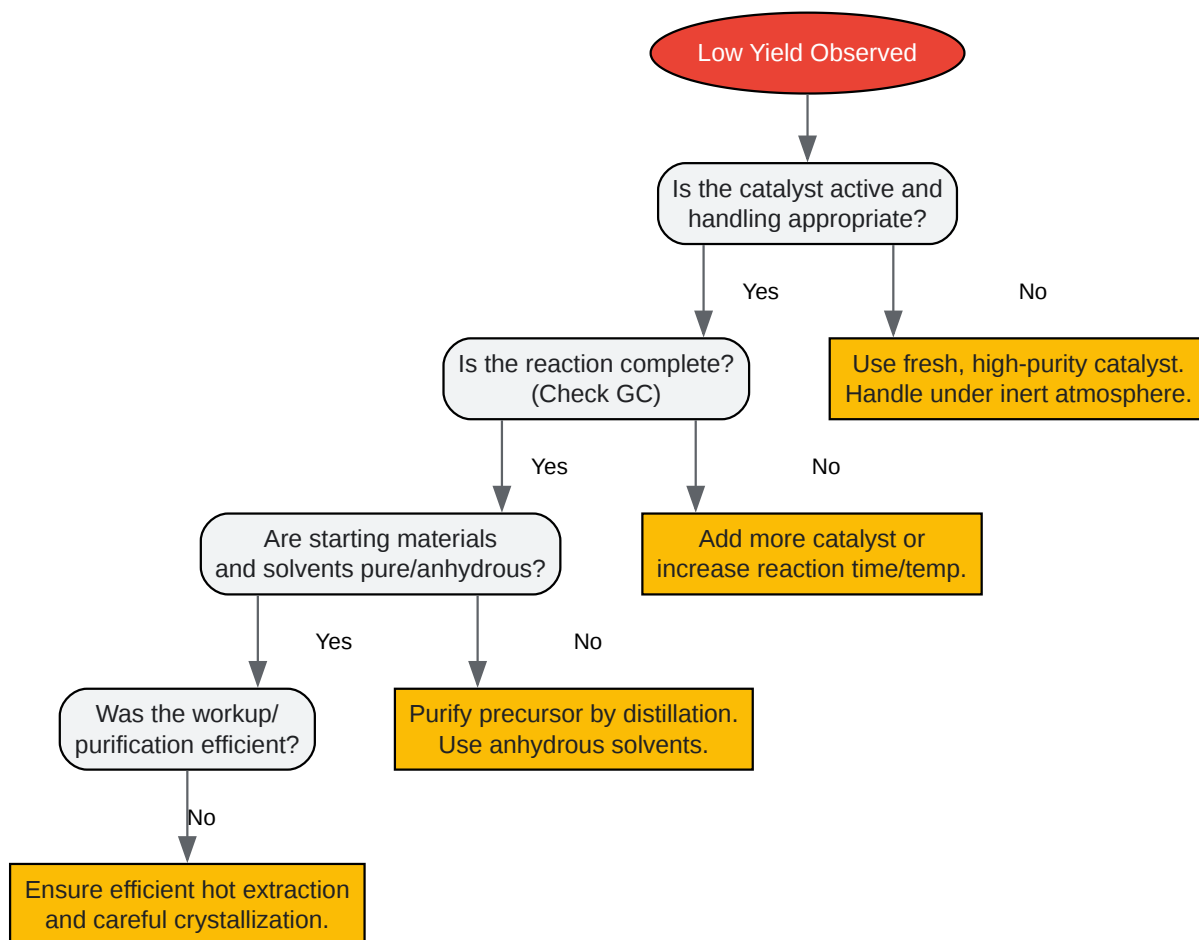 Low Yield Observed
Is the catalyst active and
handling appropriate?
Yes
No
Is the reaction complete?
(Check GC)
Use fresh, high-purity catalyst.
Handle under inert atmosphere.
Yes
No
Are starting materials
and solvents pure/anhydrous?
Add more catalyst or
increase reaction time/temp.
Yes
No
Was the workup/
purification efficient?
Purify precursor by distillation.
Use anhydrous solvents.
No
Ensure efficient hot extraction
and careful crystallization.